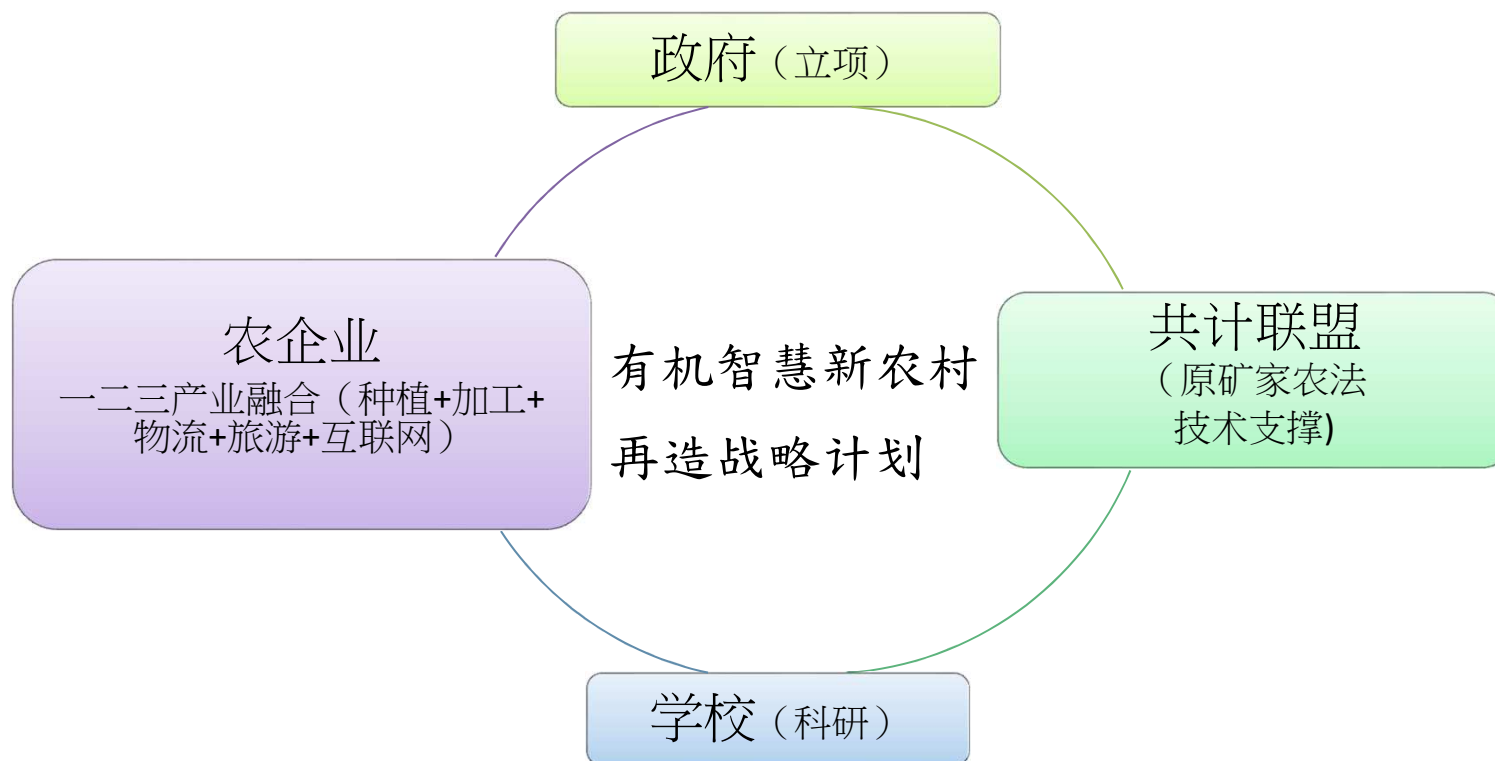 政府（立项）
农企业
一二三产业融合（种植+加工+
物流+旅游+互联网）
有机智慧新农村
再造战略计划
共计联盟
（原矿家农法
技术支撑)
学校（科研）